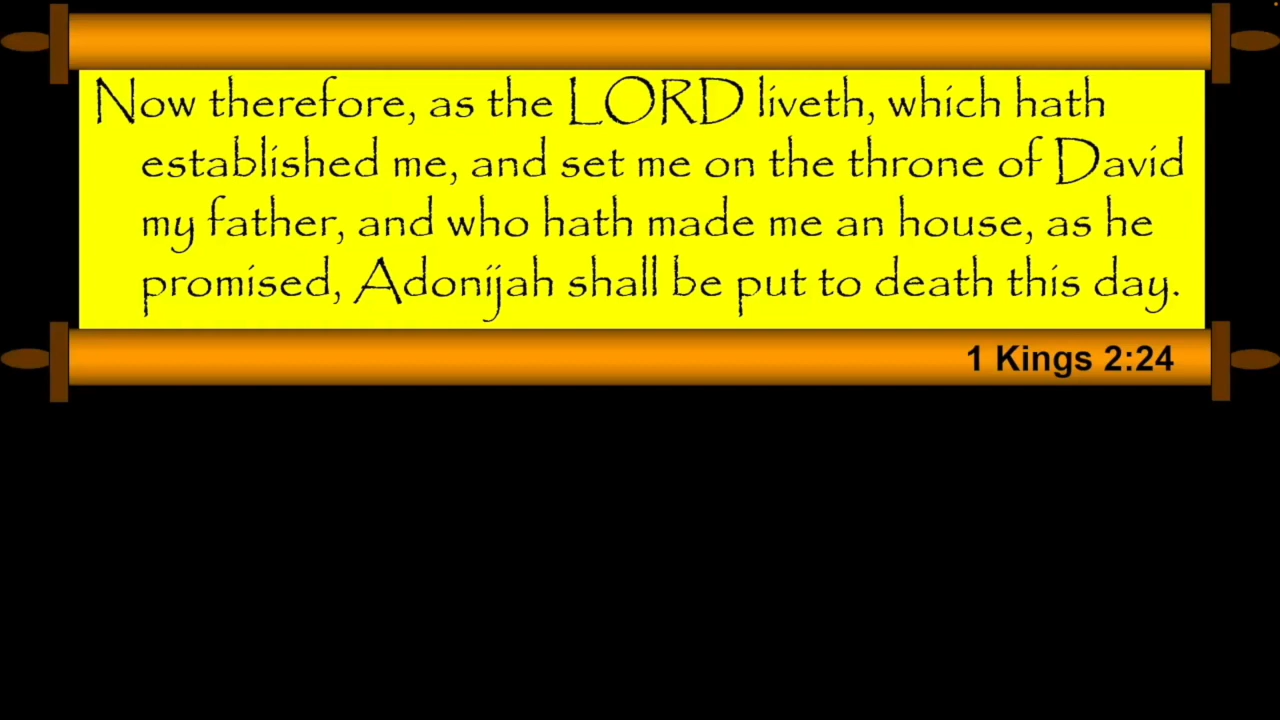 Now therefore, as the LORD liveth, which hath
established me, and set me on the throne of David
my father, and who hath made me an house, as he
promised, Adonijah shall be put to death this day.
1 Kings 2:24